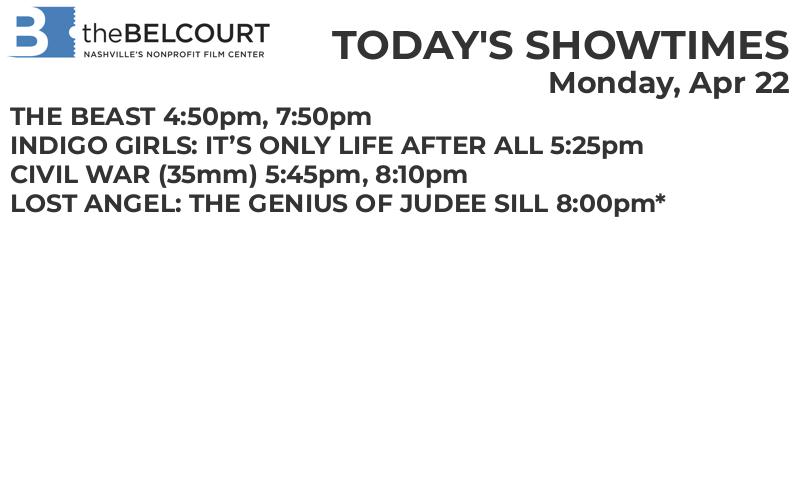 B theBELCOURT
NASHVILLE'S NONPROFIT FILM CENTER
TODAY'S SHOWTIMES
Monday, Apr 22
THE BEAST 4:50pm, 7:50pm
INDIGO GIRLS: IT’S ONLY LIFE AFTER ALL 5:25pm
CIVIL WAR (35mm) 5:45pm, 8:10pm
LOST ANGEL: THE GENIUS OF JUDEE SILL 8:00pm*